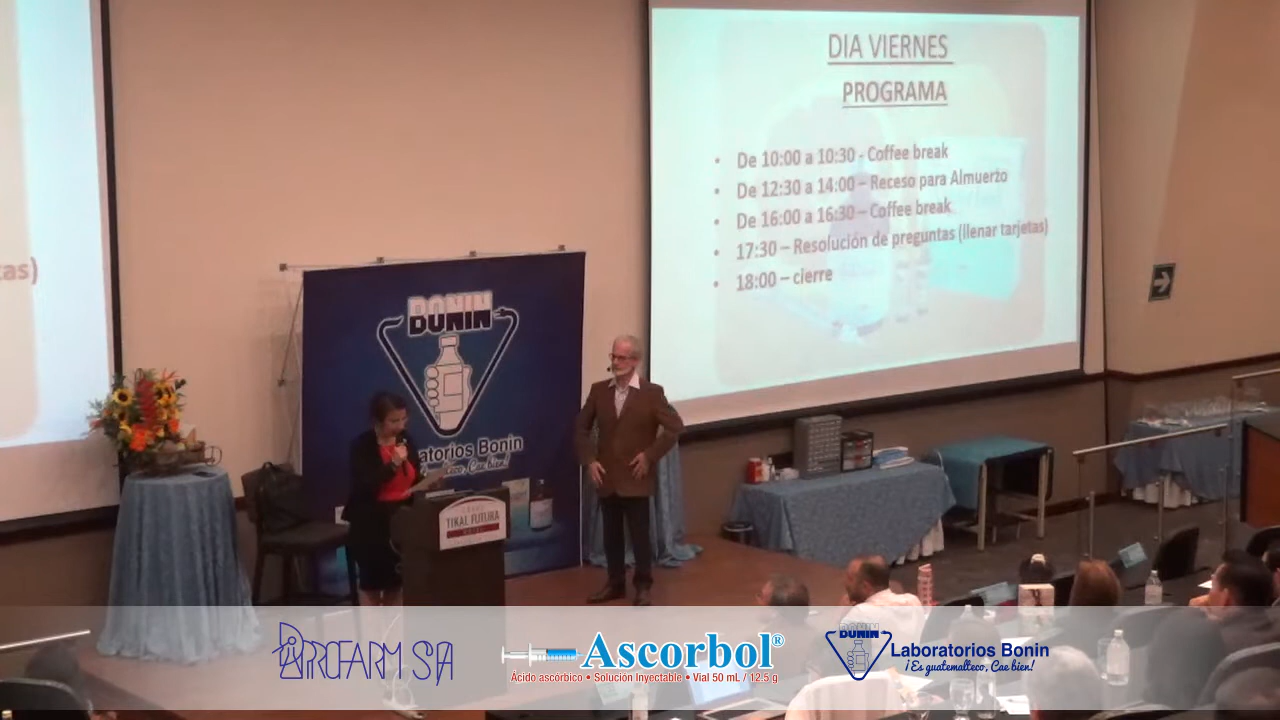 DIA VIERNES
PROGRAMA
• De 10:00 a 10:30 - Coffee break
• De 12:30 a 14:00 – Receso para Almuerzo
• De 16:00 a 16:30 – Coffee break
• 17:30 – Resolución de preguntas (llenar tarjetas)
• 18:00 – cierre
tas)
BONIN
ratorios Bonin
TIKAL FUTURA
Ascorbol®
Ácido ascórbico • Solución Inyectable • Vial 50 mL / 12.5 g
BONIN
Laboratorios Bonin
¡Es guatemalteco, Cae bien!